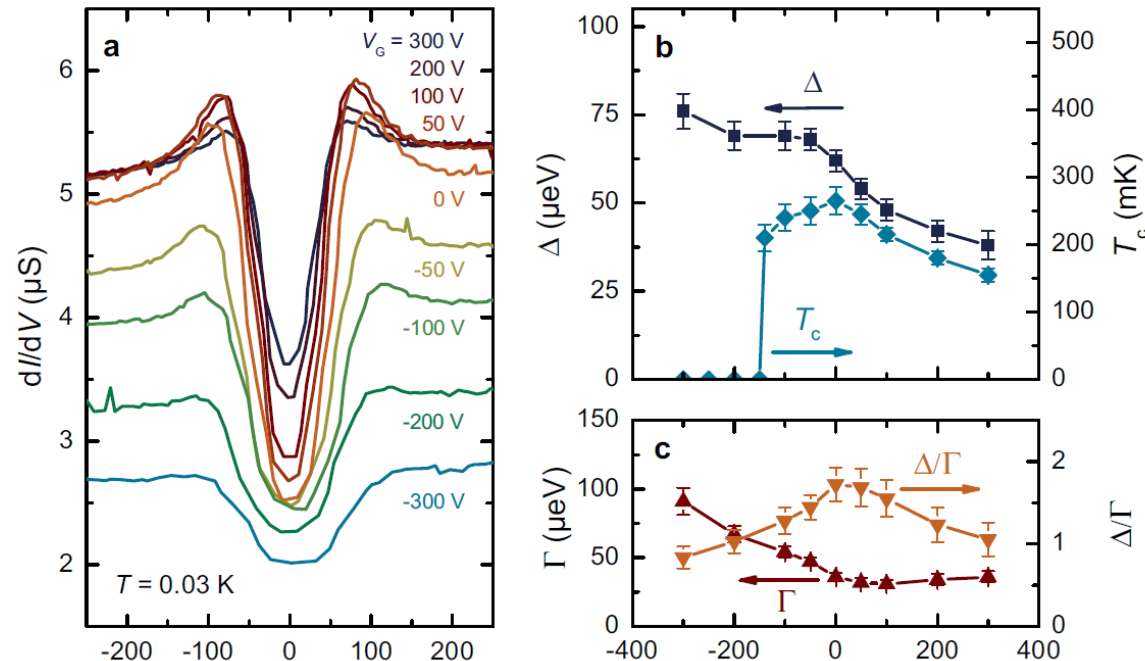 a
V_G = 300 V
200 V
100 V
50 V
0 V
-50 V
-100 V
-200 V
-300 V
T = 0.03 K
dI/dV (µS)
6
5
4
3
2
-200 -100 0 100 200
b
Δ
T_c
Δ (µeV)
100
75
50
25
0
T_c (mK)
500
400
300
200
100
0
c
Δ/Γ
Γ
Γ (µeV)
150
100
50
0
Δ/Γ
2
1
0
-400 -200 0 200 400